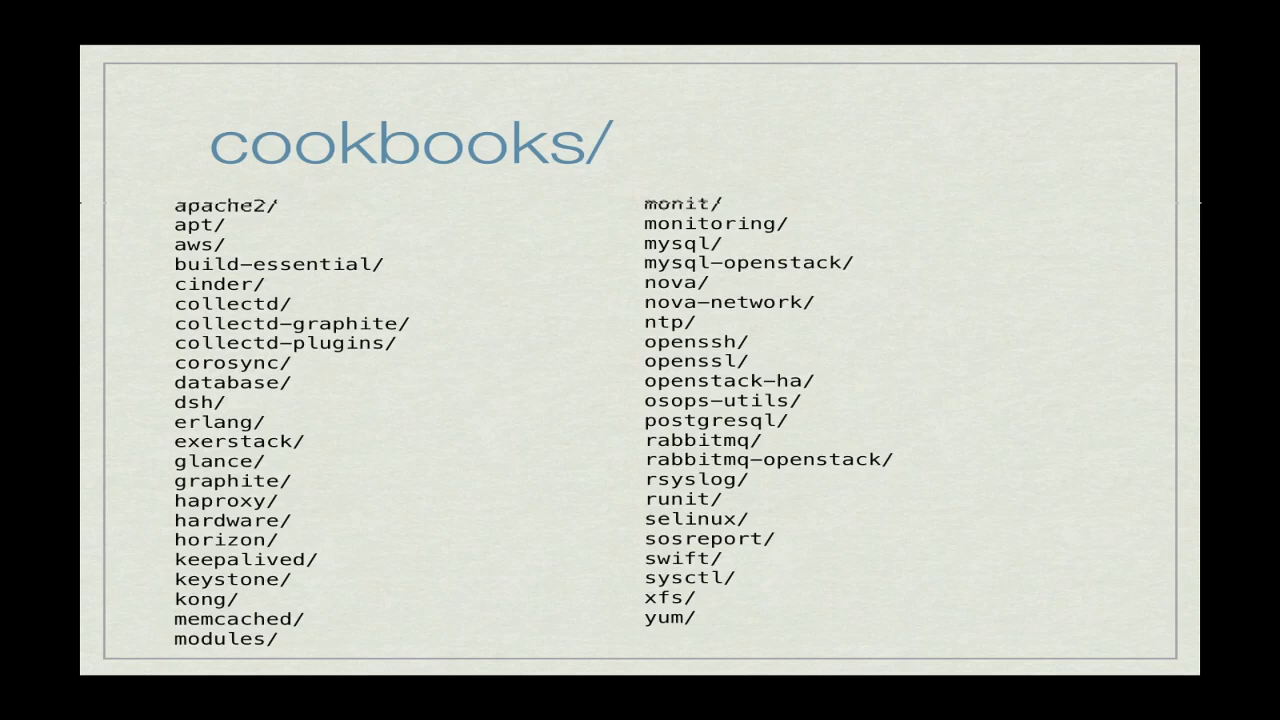 cookbooks/
apache2/
apt/
aws/
build-essential/
cinder/
collectd/
collectd-graphite/
collectd-plugins/
corosync/
database/
dsh/
erlang/
exerstack/
glance/
graphite/
haproxy/
hardware/
horizon/
keepalived/
keystone/
kong/
memcached/
modules/
monit/
monitoring/
mysql/
mysql-openstack/
nova/
nova-network/
ntp/
openssh/
openssl/
openstack-ha/
osops-utils/
postgresql/
rabbitmq/
rabbitmq-openstack/
rsyslog/
runit/
selinux/
sosreport/
swift/
sysctl/
xfs/
yum/